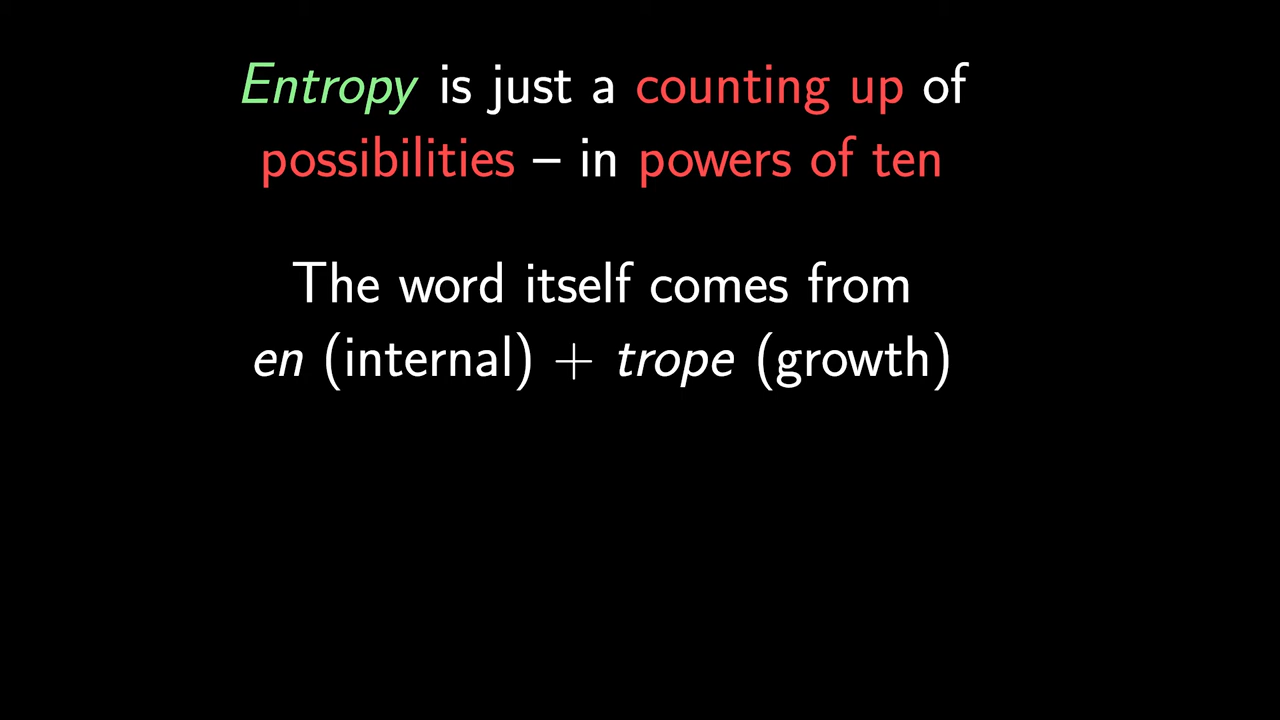 Entropy is just a counting up of
possibilities – in powers of ten
The word itself comes from
en (internal) + trope (growth)